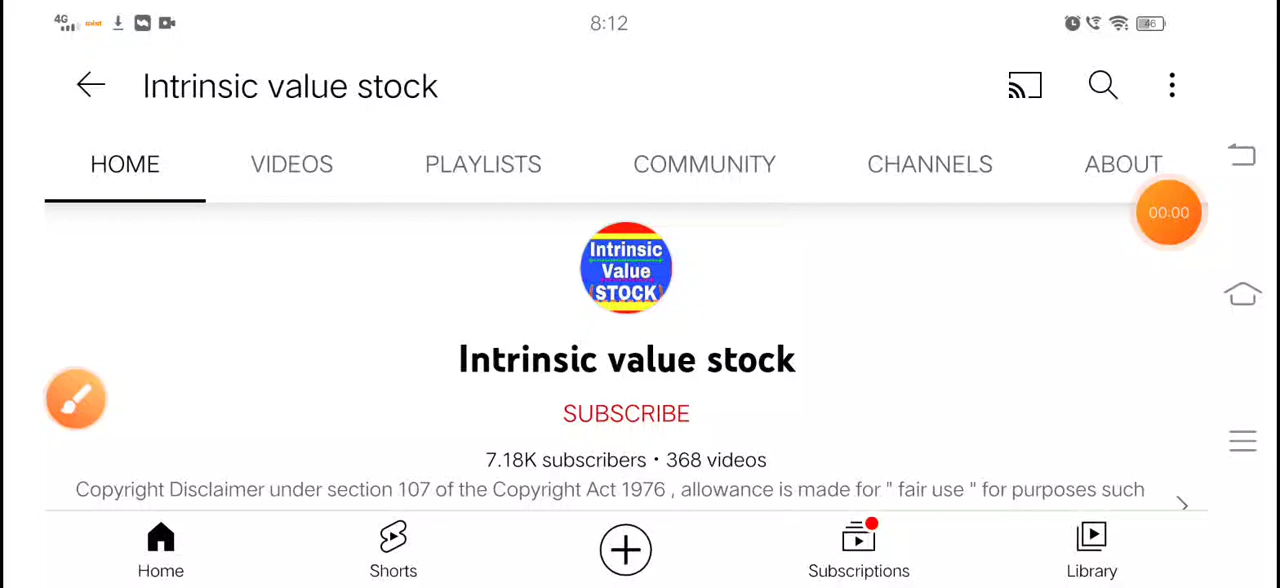 4G 8:12 46
Intrinsic value stock
HOME VIDEOS PLAYLISTS COMMUNITY CHANNELS ABOUT
00:00
Intrinsic
Value
STOCK
Intrinsic value stock
SUBSCRIBE
7.18K subscribers • 368 videos
Copyright Disclaimer under section 107 of the Copyright Act 1976 , allowance is made for " fair use " for purposes such
Home Shorts Subscriptions Library